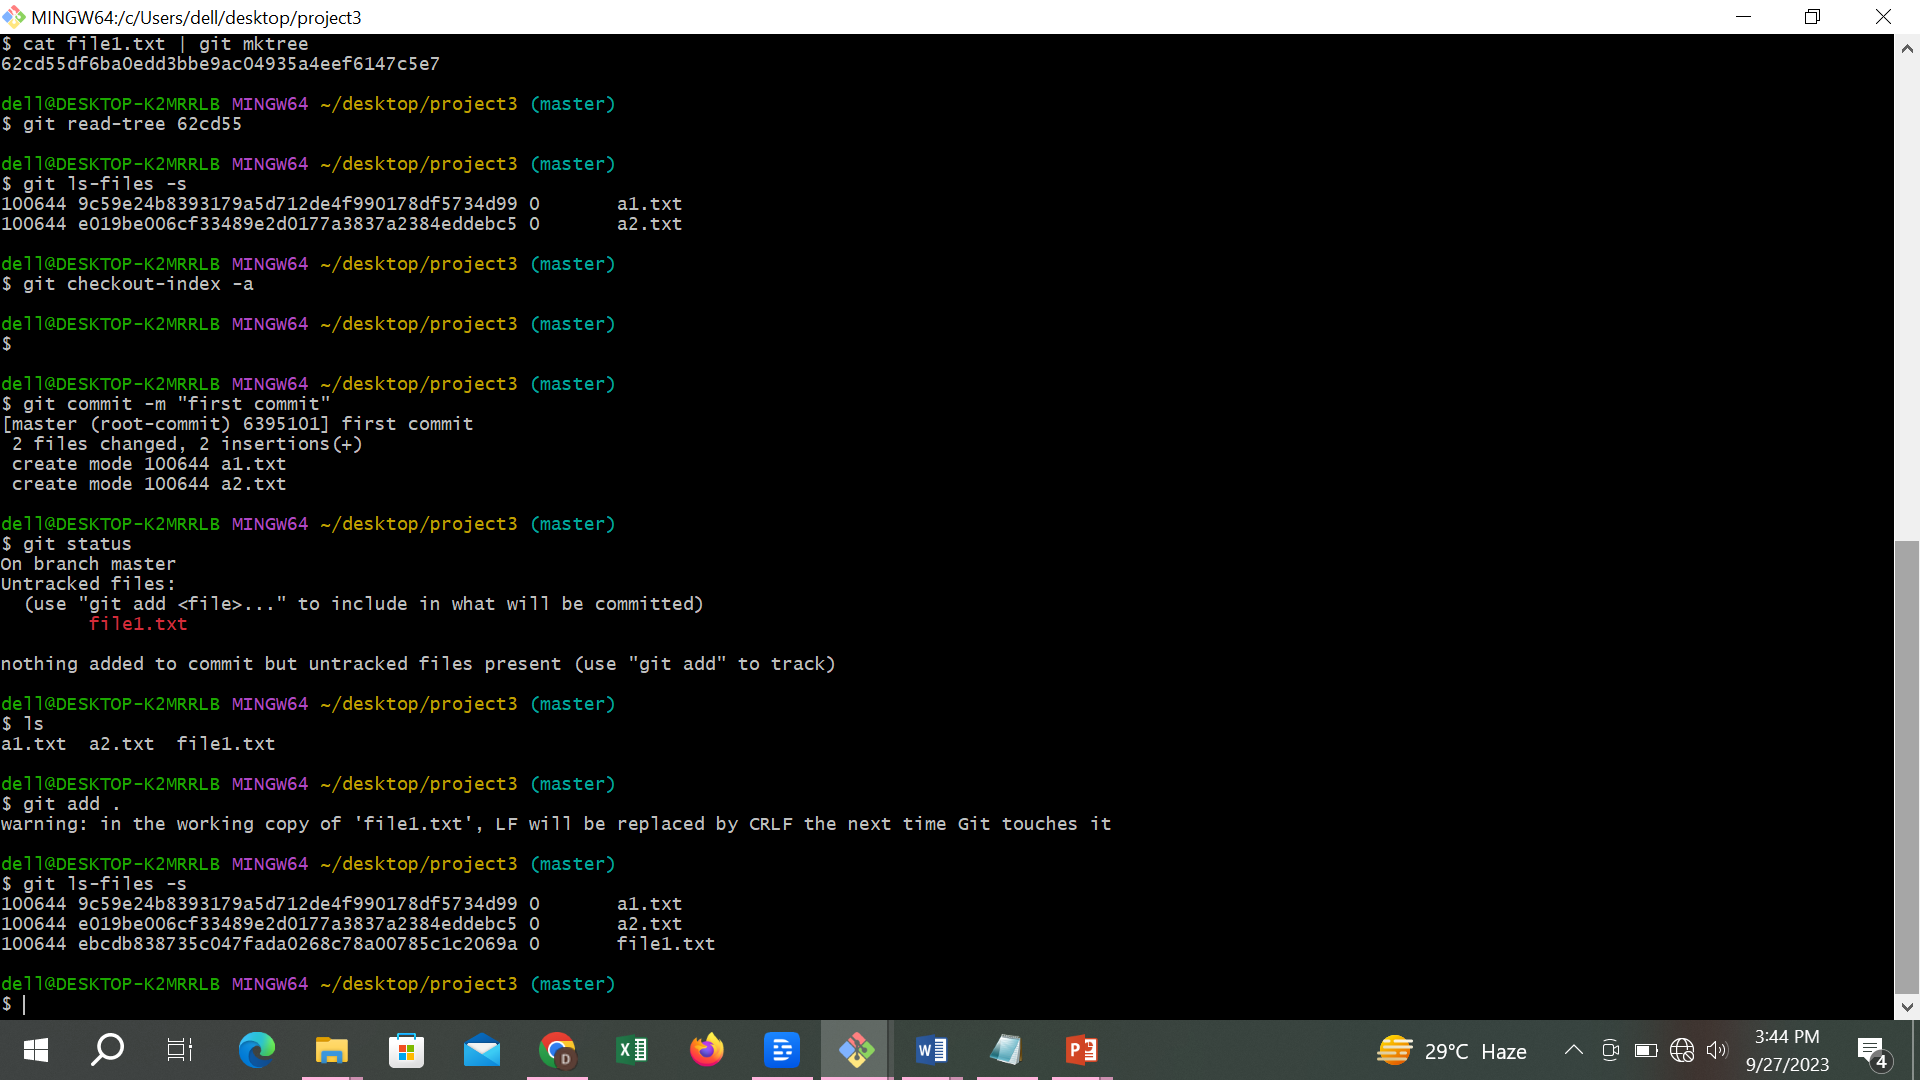 MINGW64:/c/Users/dell/desktop/project3
$ cat file1.txt | git mktree
62cd55df6ba0edd3bbe9ac04935a4eef6147c5e7
dell@DESKTOP-K2MRRLB MINGW64 ~/desktop/project3 (master)
$ git read-tree 62cd55
dell@DESKTOP-K2MRRLB MINGW64 ~/desktop/project3 (master)
$ git ls-files -s
100644 9c59e24b8393179a5d712de4f990178df5734d99 0       a1.txt
100644 e019be006cf33489e2d0177a3837a2384eddebc5 0       a2.txt
dell@DESKTOP-K2MRRLB MINGW64 ~/desktop/project3 (master)
$ git checkout-index -a
dell@DESKTOP-K2MRRLB MINGW64 ~/desktop/project3 (master)
$
dell@DESKTOP-K2MRRLB MINGW64 ~/desktop/project3 (master)
$ git commit -m "first commit"
[master (root-commit) 6395101] first commit
 2 files changed, 2 insertions(+)
 create mode 100644 a1.txt
 create mode 100644 a2.txt
dell@DESKTOP-K2MRRLB MINGW64 ~/desktop/project3 (master)
$ git status
On branch master
Untracked files:
  (use "git add <file>..." to include in what will be committed)
        file1.txt
nothing added to commit but untracked files present (use "git add" to track)
dell@DESKTOP-K2MRRLB MINGW64 ~/desktop/project3 (master)
$ ls
a1.txt  a2.txt  file1.txt
dell@DESKTOP-K2MRRLB MINGW64 ~/desktop/project3 (master)
$ git add .
warning: in the working copy of 'file1.txt', LF will be replaced by CRLF the next time Git touches it
dell@DESKTOP-K2MRRLB MINGW64 ~/desktop/project3 (master)
$ git ls-files -s
100644 9c59e24b8393179a5d712de4f990178df5734d99 0       a1.txt
100644 e019be006cf33489e2d0177a3837a2384eddebc5 0       a2.txt
100644 ebcdb838735c047fada0268c78a00785c1c2069a 0       file1.txt
dell@DESKTOP-K2MRRLB MINGW64 ~/desktop/project3 (master)
$
29°C Haze
3:44 PM
9/27/2023
4